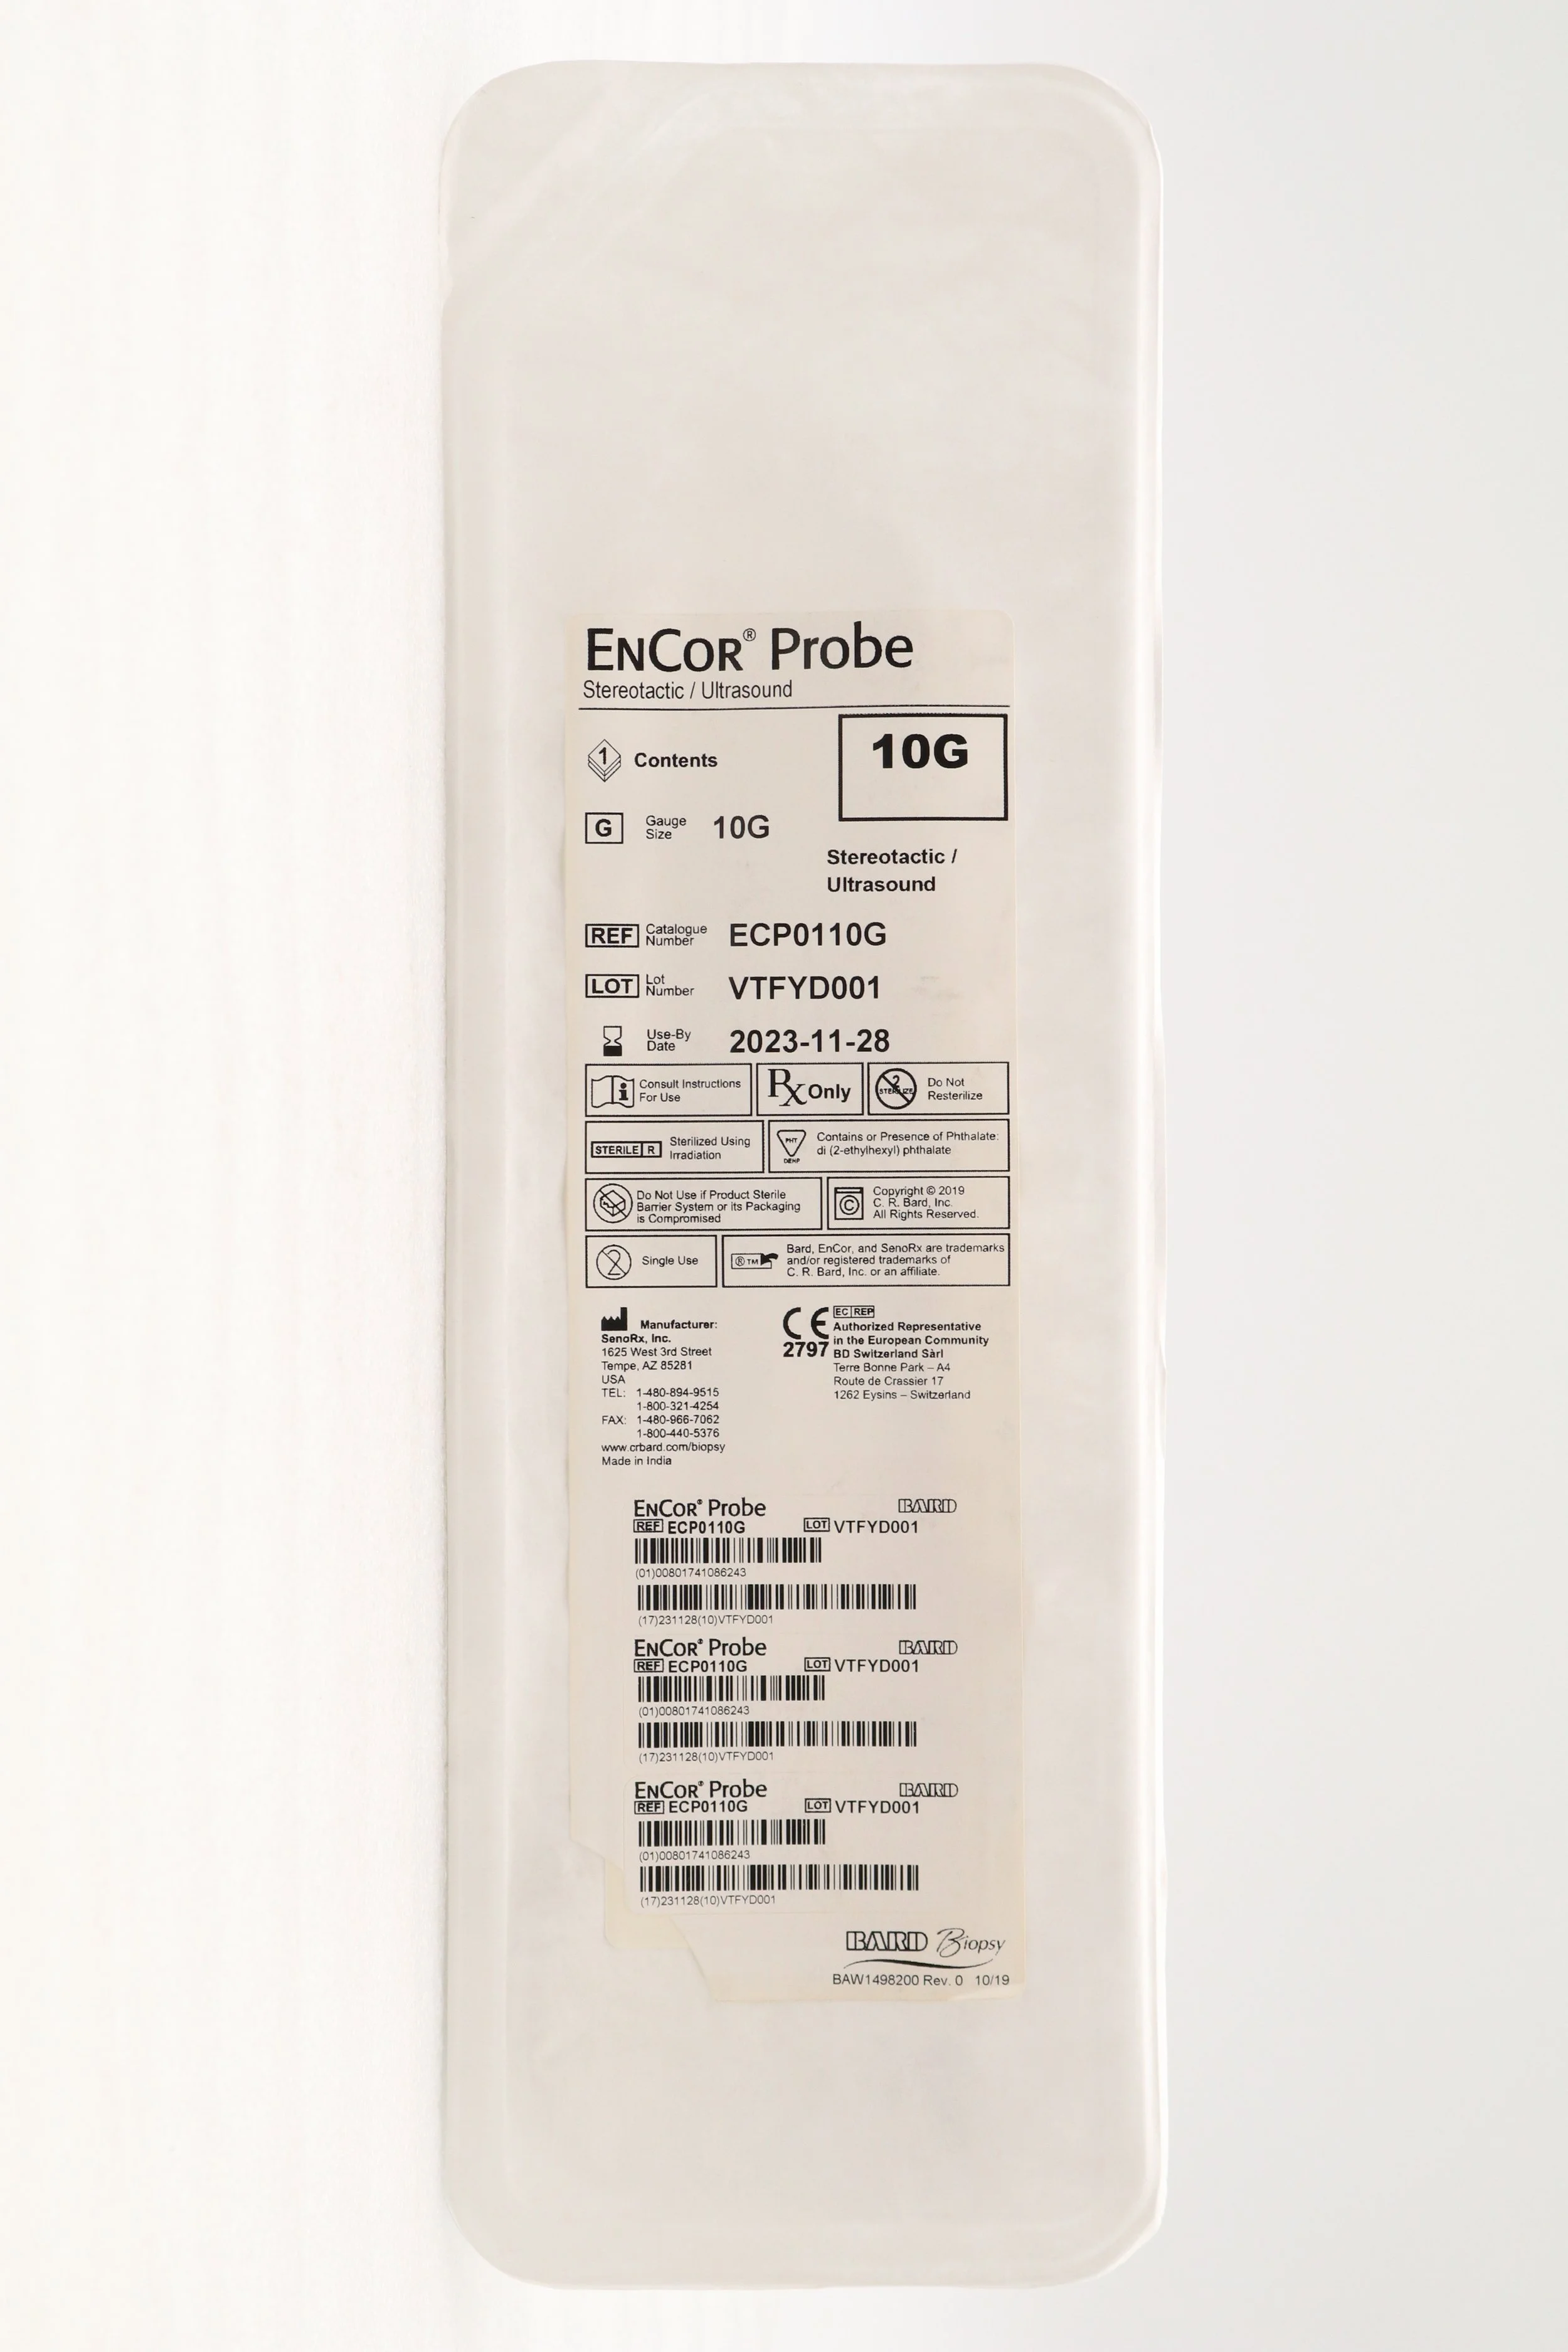 ENCOR® Probe
Stereotactic / Ultrasound
1 Contents
10G
G Gauge Size 10G
Stereotactic /
Ultrasound
REF Catalogue Number ECP0110G
LOT Lot Number VTFYD001
Use-By Date 2023-11-28
Consult Instructions
For Use
Rx Only
2 STERILIZE
Do Not
Resterilize
STERILE R
Sterilized Using
Irradiation
PHT
DEHP
Contains or Presence of Phthalate:
di (2-ethylhexyl) phthalate
Do Not Use if Product Sterile
Barrier System or its Packaging
is Compromised
©
Copyright © 2019
C. R. Bard, Inc.
All Rights Reserved.
2
Single Use
® TM
Bard, EnCor, and SenoRx are trademarks
and/or registered trademarks of
C. R. Bard, Inc. or an affiliate.
Manufacturer:
SenoRx, Inc.
1625 West 3rd Street
Tempe, AZ 85281
USA
TEL: 1-480-894-9515
1-800-321-4254
FAX: 1-480-966-7062
1-800-440-5376
www.crbard.com/biopsy
Made in India
CE
2797
EC REP
Authorized Representative
in the European Community
BD Switzerland Sàrl
Terre Bonne Park – A4
Route de Crassier 17
1262 Eysins – Switzerland
ENCOR® Probe BARD
REF ECP0110G LOT VTFYD001
(01)00801741086243
(17)231128(10)VTFYD001
ENCOR® Probe BARD
REF ECP0110G LOT VTFYD001
(01)00801741086243
(17)231128(10)VTFYD001
ENCOR® Probe BARD
REF ECP0110G LOT VTFYD001
(01)00801741086243
(17)231128(10)VTFYD001
BARD Biopsy
BAW1498200 Rev. 0 10/19